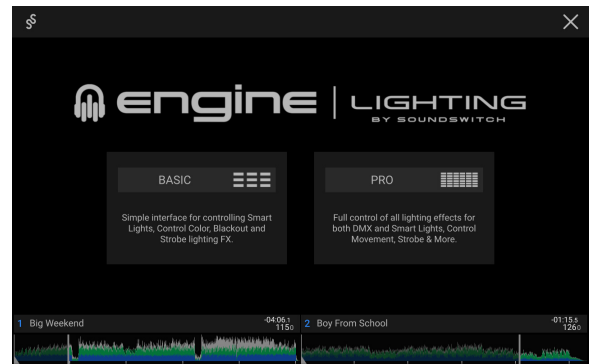 engine | LIGHTING
BY SOUNDSWITCH
BASIC
Simple interface for controlling Smart
Lights, Control Color, Blackout and
Strobe lighting FX.
PRO
Full control of all lighting effects for
both DMX and Smart Lights, Control
Movement, Strobe & More.
1 Big Weekend
-04:06.1
115.0
2 Boy From School
-01:15.5
126.0